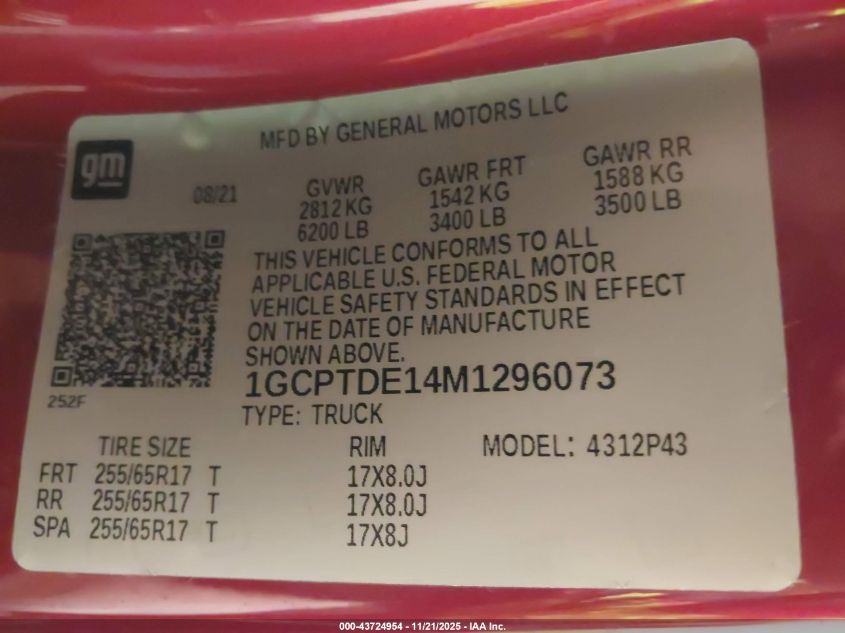 MFD BY GENERAL MOTORS LLC
gm
08/21
GVWR GAWR FRT GAWR RR
2812 KG 1542 KG 1588 KG
6200 LB 3400 LB 3500 LB
THIS VEHICLE CONFORMS TO ALL
APPLICABLE U.S. FEDERAL MOTOR
VEHICLE SAFETY STANDARDS IN EFFECT
ON THE DATE OF MANUFACTURE
SHOWN ABOVE.
1GCPTDE14M1296073
252F
TYPE: TRUCK
TIRE SIZE RIM MODEL: 4312P43
FRT 255/65R17 T 17X8.0J
RR 255/65R17 T 17X8.0J
SPA 255/65R17 T 17X8J
000-43724954 - 11/21/2025 - IAA Inc.